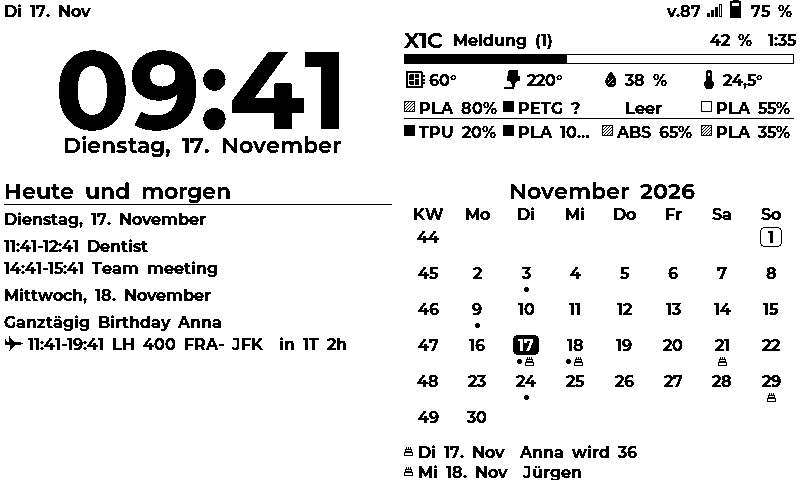 Di 17. Nov
v.87 75 %
09:41
Dienstag, 17. November
X1C Meldung (1) 42 % 1:35
60° 220° 38 % 24,5°
PLA 80% PETG ? Leer PLA 55%
TPU 20% PLA 10... ABS 65% PLA 35%
Heute und morgen
Dienstag, 17. November
11:41-12:41 Dentist
14:41-15:41 Team meeting
Mittwoch, 18. November
Ganztägig Birthday Anna
11:41-19:41 LH 400 FRA- JFK in 1T 2h
November 2026
KW Mo Di Mi Do Fr Sa So
44 1
45 2 3 4 5 6 7 8
46 9 10 11 12 13 14 15
47 16 17 18 19 20 21 22
48 23 24 25 26 27 28 29
49 30
Di 17. Nov Anna wird 36
Mi 18. Nov Jürgen